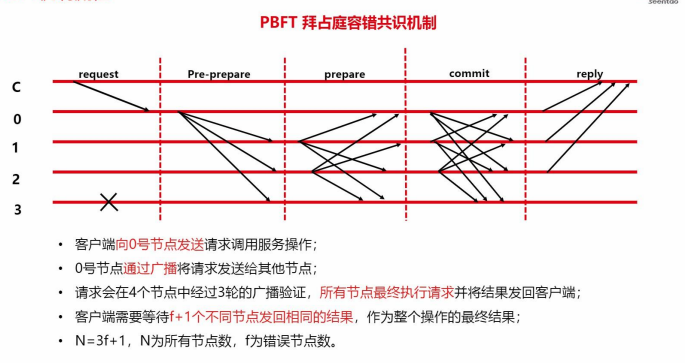 seentao
PBFT 拜占庭容错共识机制
request Pre-prepare prepare commit reply
C
0
1
2
3
• 客户端向0号节点发送请求调用服务操作；
• 0号节点通过广播将请求发送给其他节点；
• 请求会在4个节点中经过3轮的广播验证，所有节点最终执行请求并将结果发回客户端；
• 客户端需要等待f+1个不同节点发回相同的结果，作为整个操作的最终结果；
• N=3f+1，N为所有节点数，f为错误节点数。